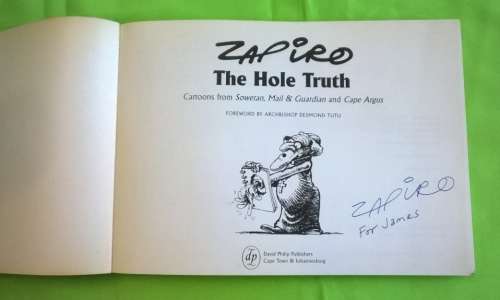 ZAPIRO
The Hole Truth
Cartoons from Sowetan, Mail & Guardian and Cape Argus
FOREWORD BY ARCHBISHOP DESMOND TUTU
ZAPIRO
For James
dp
David Philip Publishers
Cape Town & Johannesburg